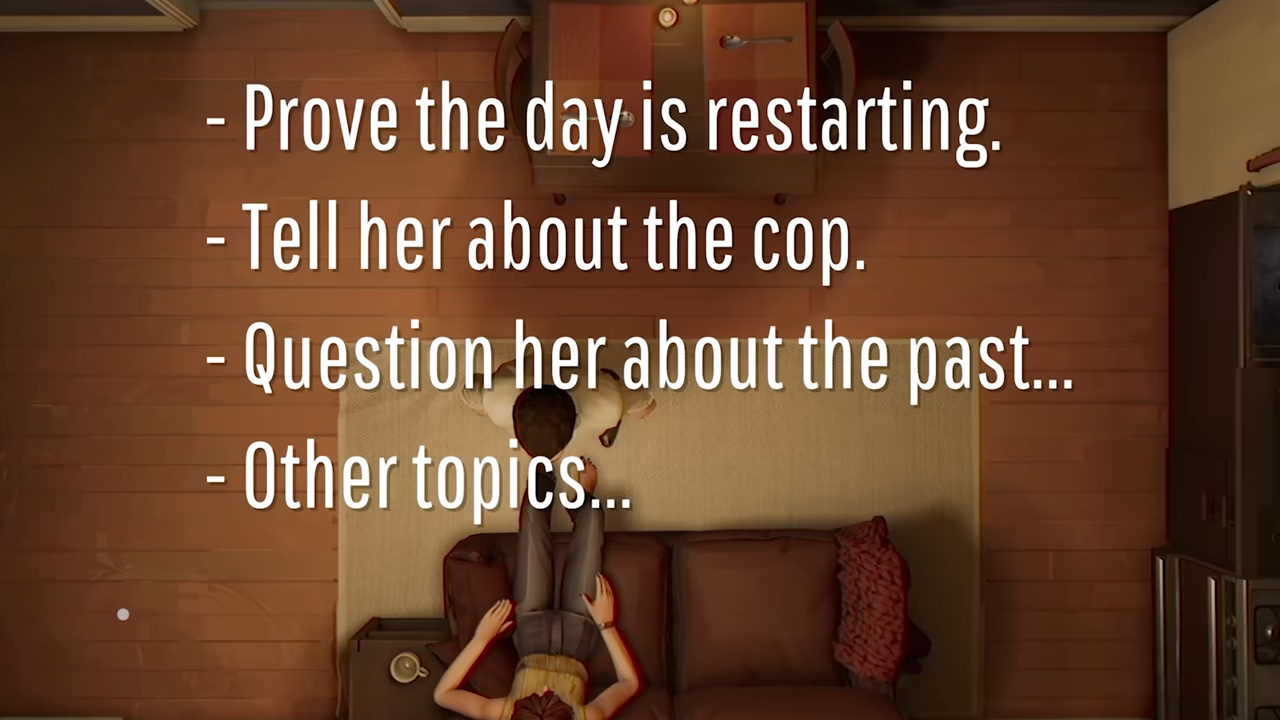 - Prove the day is restarting.
- Tell her about the cop.
- Question her about the past...
- Other topics...